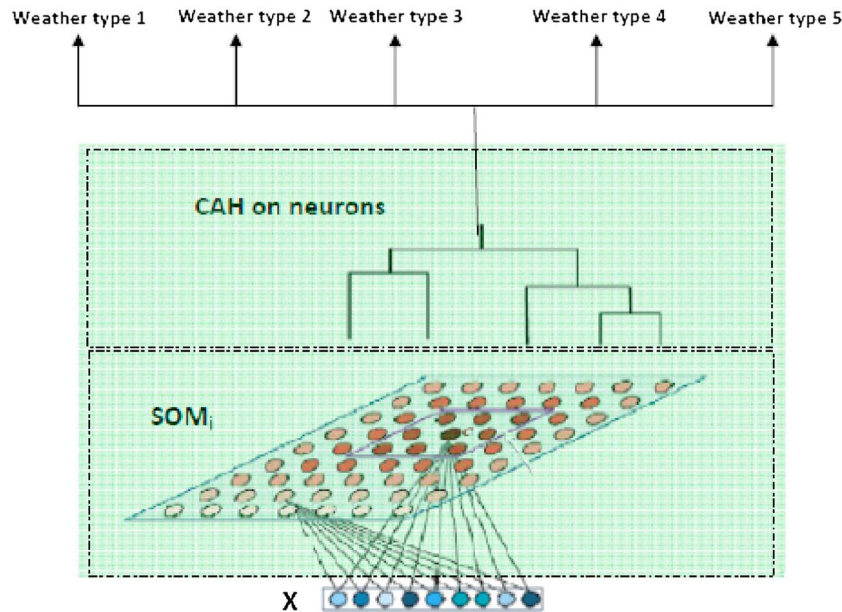 Weather type 1 Weather type 2 Weather type 3 Weather type 4 Weather type 5
CAH on neurons
SOMi
X